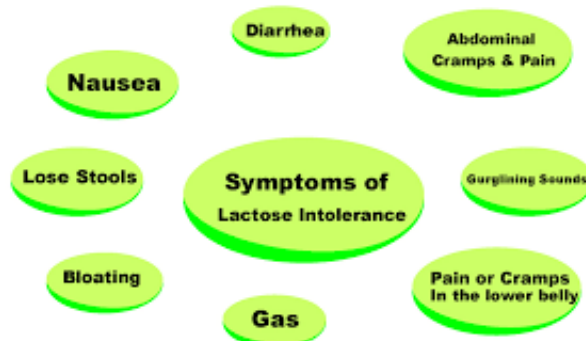 Diarrhea
Abdominal
Cramps & Pain
Nausea
Lose Stools
Symptoms of
Lactose Intolerance
Gurglining Sounds
Bloating
Pain or Cramps
In the lower belly
Gas